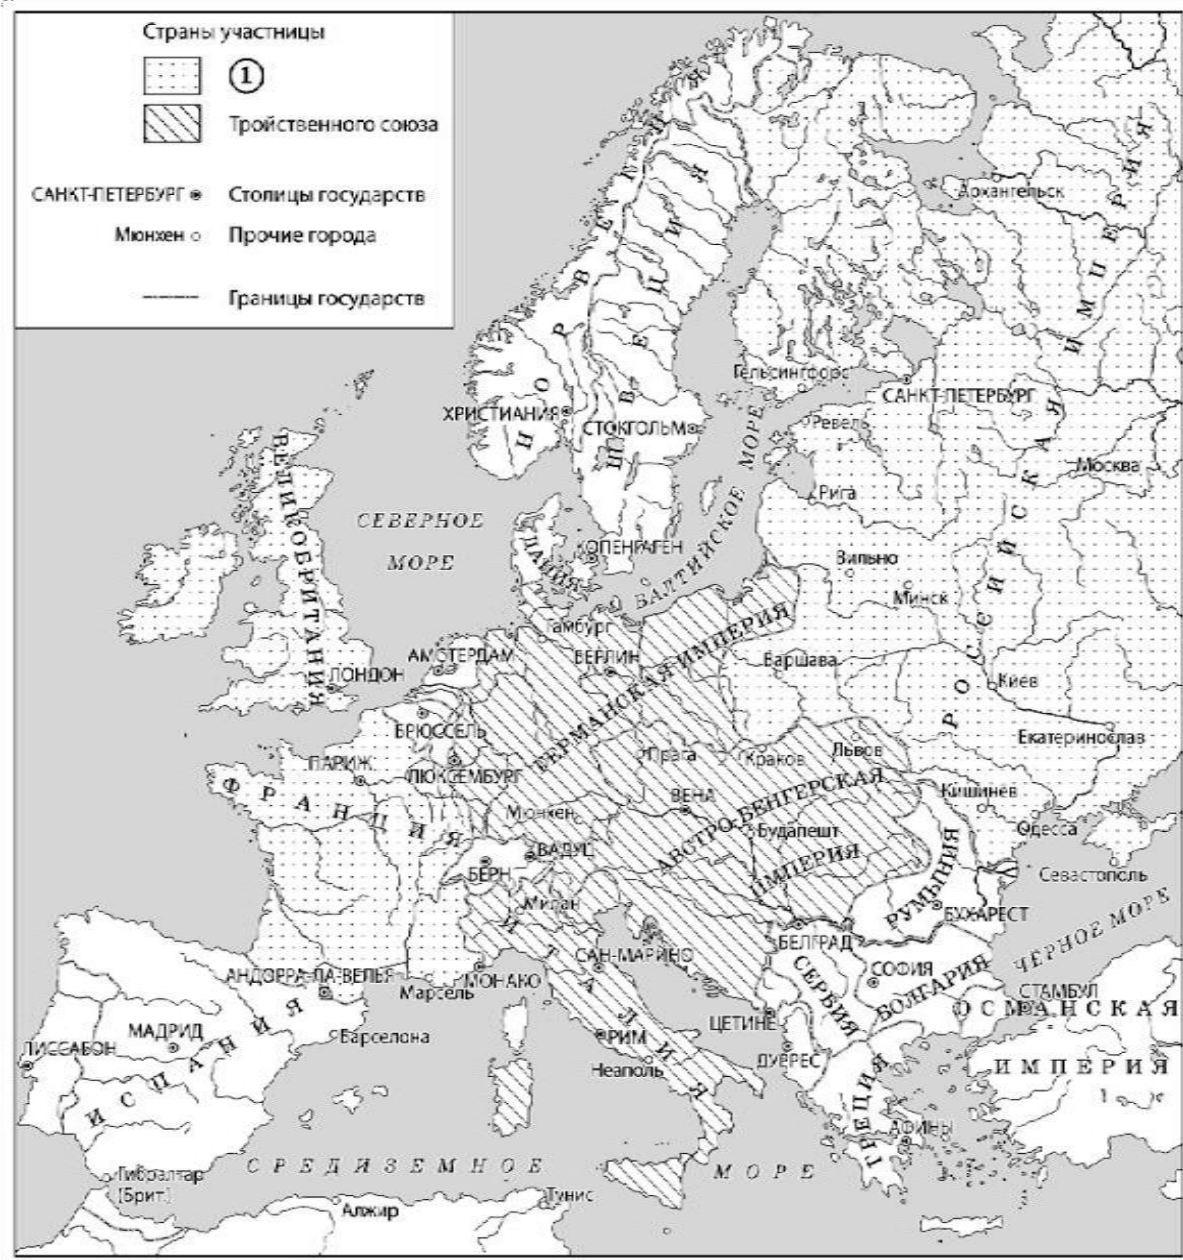 Страны участницы
1
Тройственного союза
САНКТ-ПЕТЕРБУРГ Столицы государств
Мюнхен Прочие города
Границы государств
НОРВЕГИЯ
ШВЕЦИЯ
Архангельск
РОССИЙСКАЯ ИМПЕРИЯ
Гельсингфорс
САНКТ-ПЕТЕРБУРГ
ХРИСТИАНИЯ
СТОКГОЛЬМ
Ревель
Москва
ВЕЛИКОБРИТАНИЯ
Рига
СЕВЕРНОЕ
МОРЕ
ДАНИЯ
КОПЕНГАГЕН
БАЛТИЙСКОЕ МОРЕ
Вильно
Минск
Гамбург
АМСТЕРДАМ
БЕРЛИН
ГЕРМАНСКАЯ ИМПЕРИЯ
Варшава
ЛОНДОН
Киев
БРЮССЕЛЬ
Екатеринослав
ПАРИЖ
ЛЮКСЕМБУРГ
Прага
Краков
Львов
ФРАНЦИЯ
Мюнхен
ВЕНА
АВСТРО-ВЕНГЕРСКАЯ
ИМПЕРИЯ
Будапешт
Кишинёв
Одесса
ВАДУЦ
БЕРН
Севастополь
Милан
РУМЫНИЯ
БУХАРЕСТ
ИТАЛИЯ
БЕЛГРАД
ЧЕРНОЕ МОРЕ
САН-МАРИНО
СЕРБИЯ
СОФИЯ
БОЛГАРИЯ
АНДОРРА-ЛА-ВЕЛЬЯ
Марсель
МОНАКО
СТАМБУЛ
ОСМАНСКАЯ
ИМПЕРИЯ
ЦЕТИНЕ
МАДРИД
ИСПАНИЯ
Барселона
ЛИССАБОН
РИМ
Неаполь
ДУРРЕС
ГРЕЦИЯ
АФИНЫ
СРЕДИЗЕМНОЕ МОРЕ
Гибралтар
(Брит.)
Алжир
Тунис